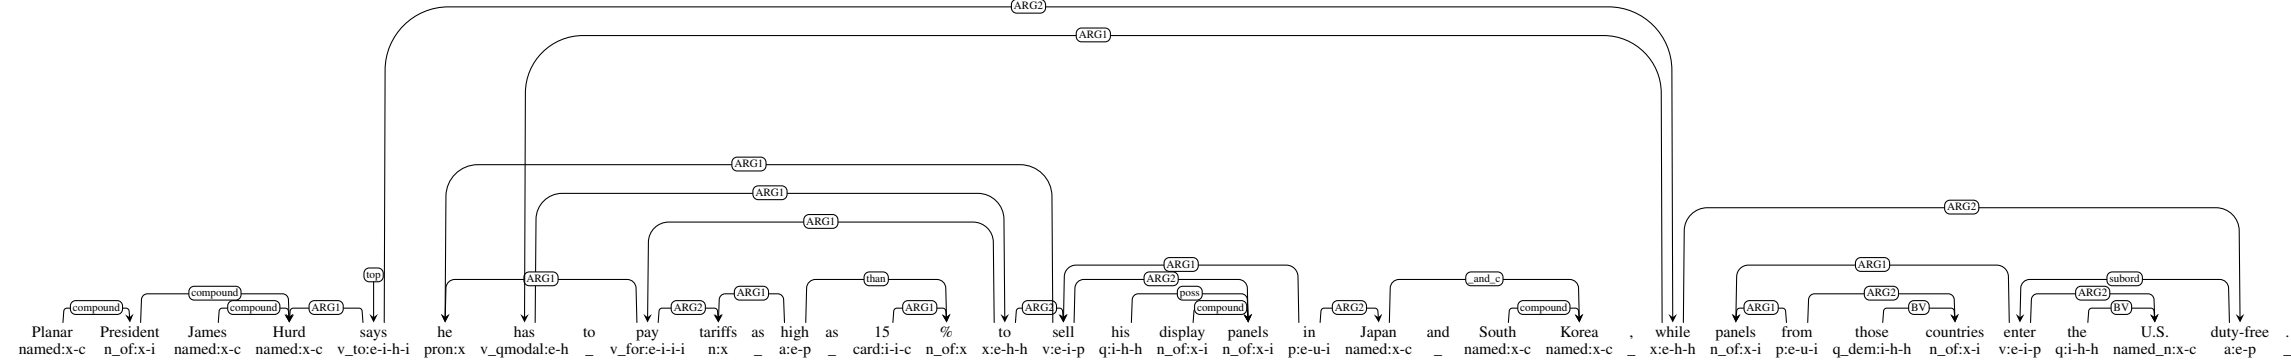 ARG2
ARG1
ARG1
ARG1
ARG2
ARG1
ARG1
top ARG1 than ARG2 ARG1 _and_c subord
compound ARG1 poss compound ARG2 ARG2
compound compound ARG1 ARG2 ARG1 ARG2 compound ARG2 compound ARG1 BV BV
Planar President James Hurd says he has to pay tariffs as high as 15 % to sell his display panels in Japan and South Korea , while panels from those countries enter the U.S. duty-free .
named:x-c n_of:x-i named:x-c named:x-c v_to:e-i-h-i pron:x v_qmodal:e-h _ v_for:e-i-i-i n:x _ a:e-p _ card:i-i-c n_of:x x:e-h-h v:e-i-p q:i-h-h n_of:x-i n_of:x-i p:e-u-i named:x-c _ named:x-c named:x-c _ x:e-h-h n_of:x-i p:e-u-i q_dem:i-h-h n_of:x-i v:e-i-p q:i-h-h named_n:x-c a:e-p